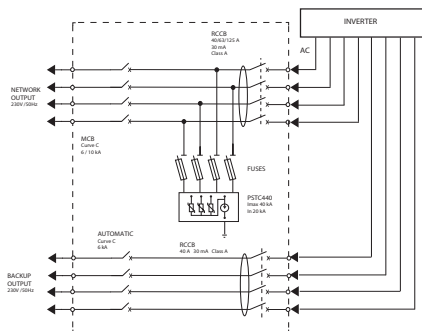 INVERTER
RCCB
40/63/125 A
30 mA
Class A
AC
NETWORK
OUTPUT
230V /50Hz
MCB
Curve C
6 / 10 kA
FUSES
PSTC440
Imax 40 kA
In 20 kA
AUTOMATIC
Curve C
6 kA
RCCB
40 A 30 mA Class A
BACKUP
OUTPUT
230V /50Hz